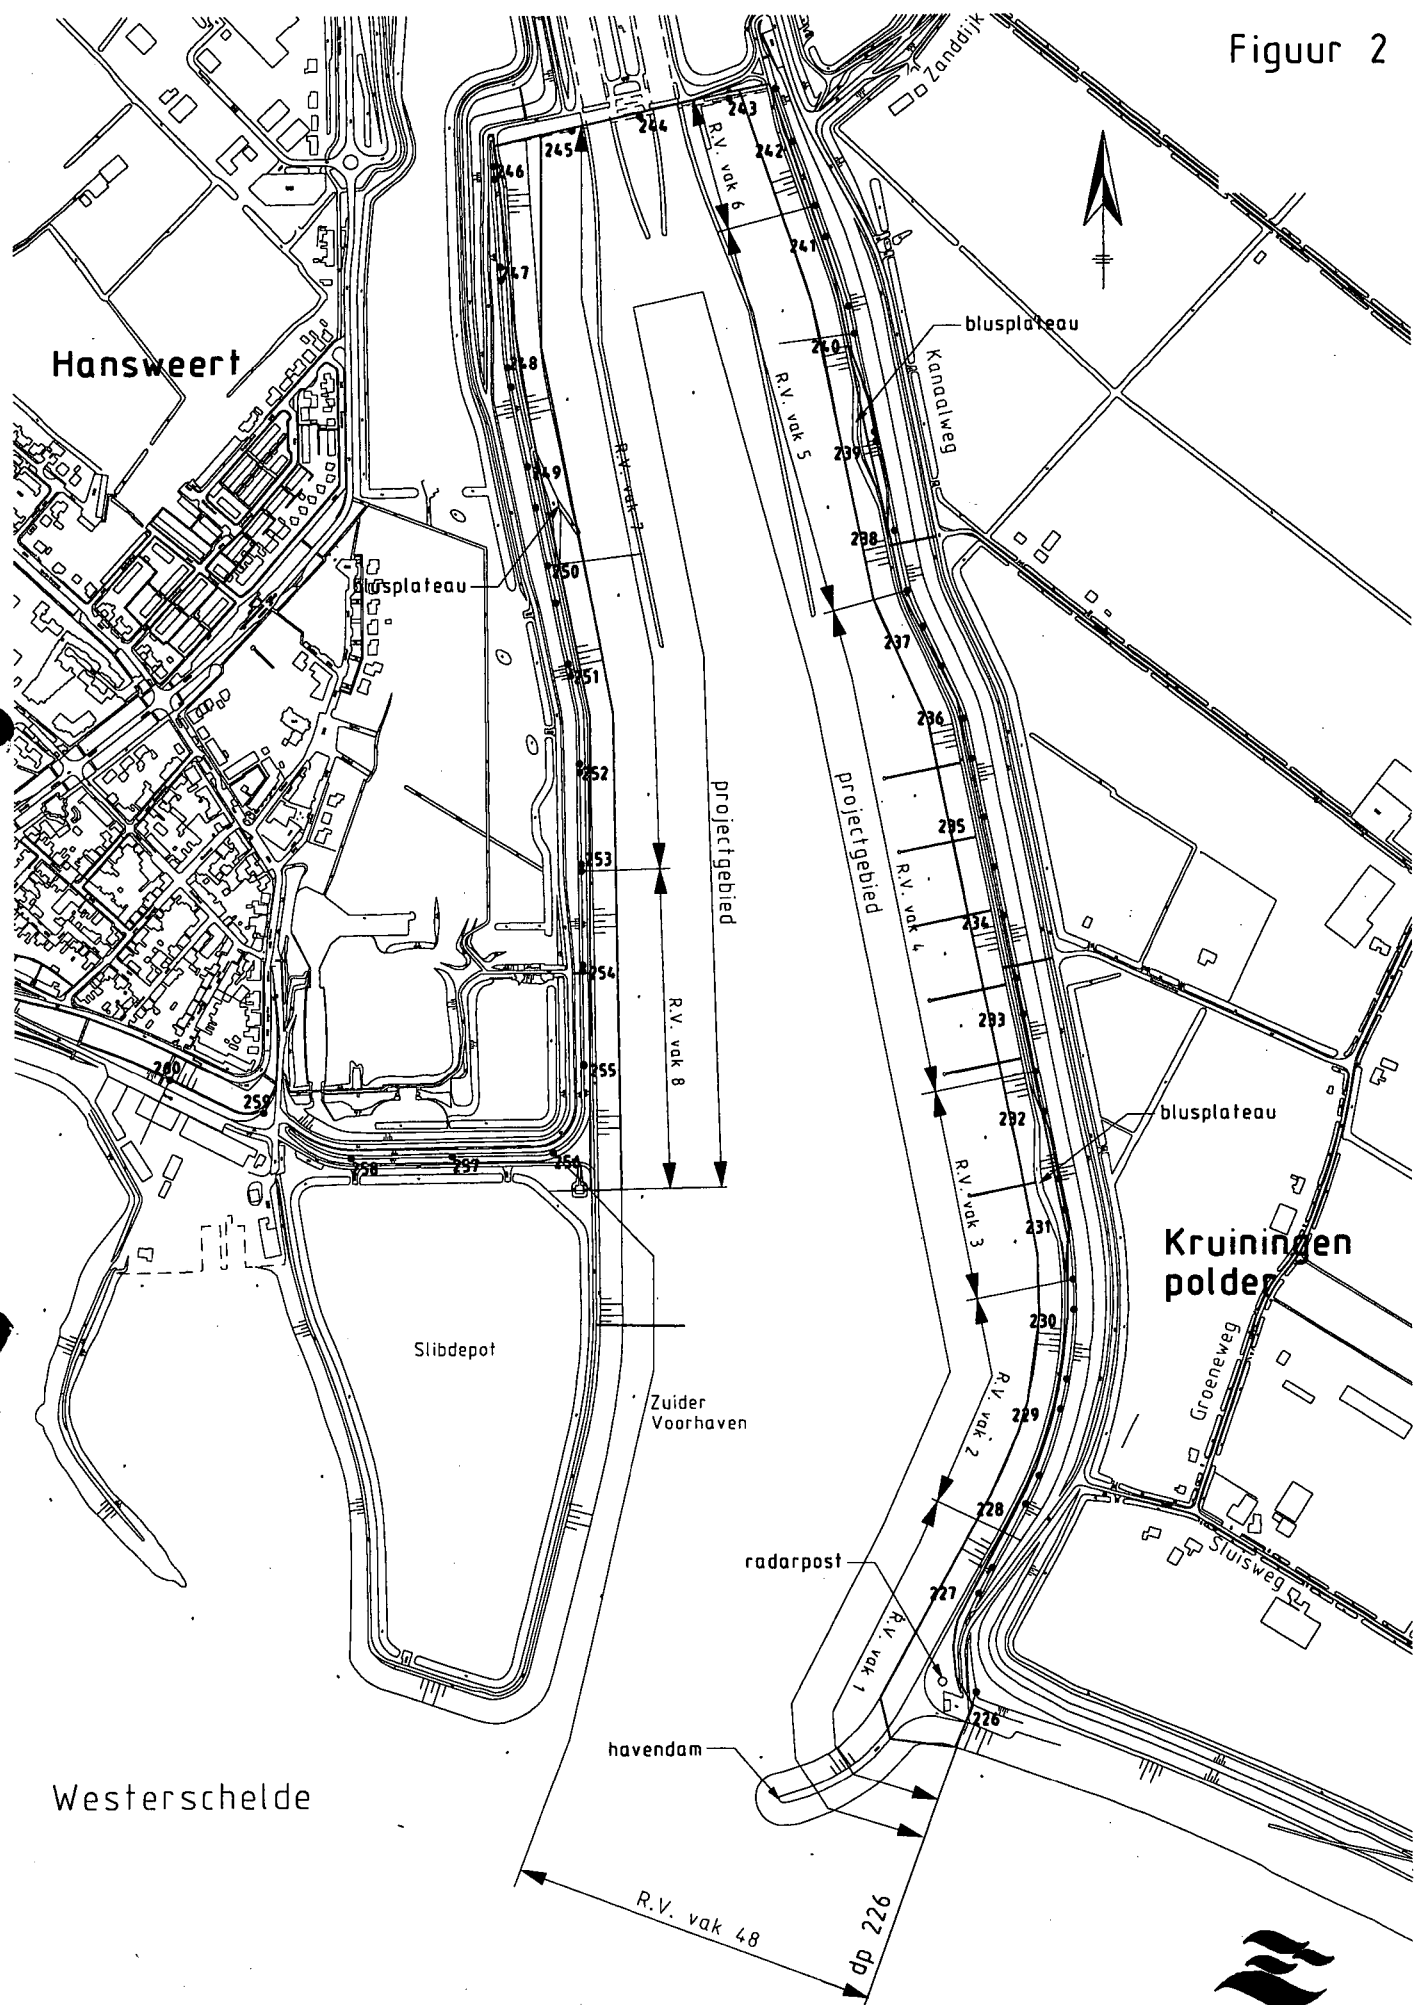 Figuur 2
Zanddijk
243
244
245
242
R.V. vak 6
246
241
247
blusplateau
240
Hansweert
248
Kanaalweg
R.V. vak 5
239
R.V. vak 7
249
238
250
blusplateau
237
251
236
252
projectgebied
projectgebied
235
253
R.V. vak 4
234
254
R.V. vak 8
233
255
260
259
232
blusplateau
256
257
258
R.V. vak 3
231
Kruiningen
polder
230
Slibdepot
Groeneweg
Zuider
Voorhaven
R.V. vak 2
229
228
Sluisweg
radarpost
227
R.V. vak 1
226
havendam
Westerschelde
R.V. vak 48
dp 226